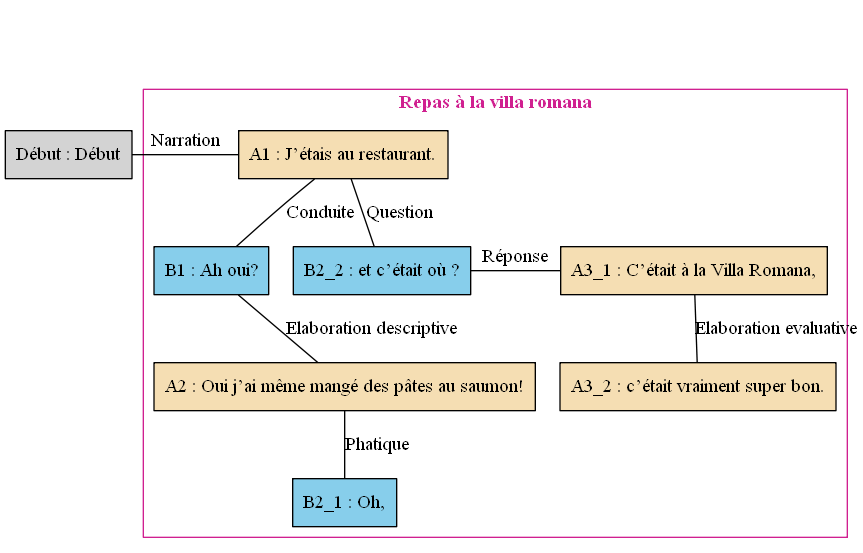 Repas à la villa romana
Début : Début
Narration
A1 : J’étais au restaurant.
Conduite
Question
B1 : Ah oui?
B2_2 : et c’était où ?
Réponse
A3_1 : C’était à la Villa Romana,
Elaboration descriptive
Elaboration evaluative
A2 : Oui j’ai même mangé des pâtes au saumon!
A3_2 : c’était vraiment super bon.
Phatique
B2_1 : Oh,